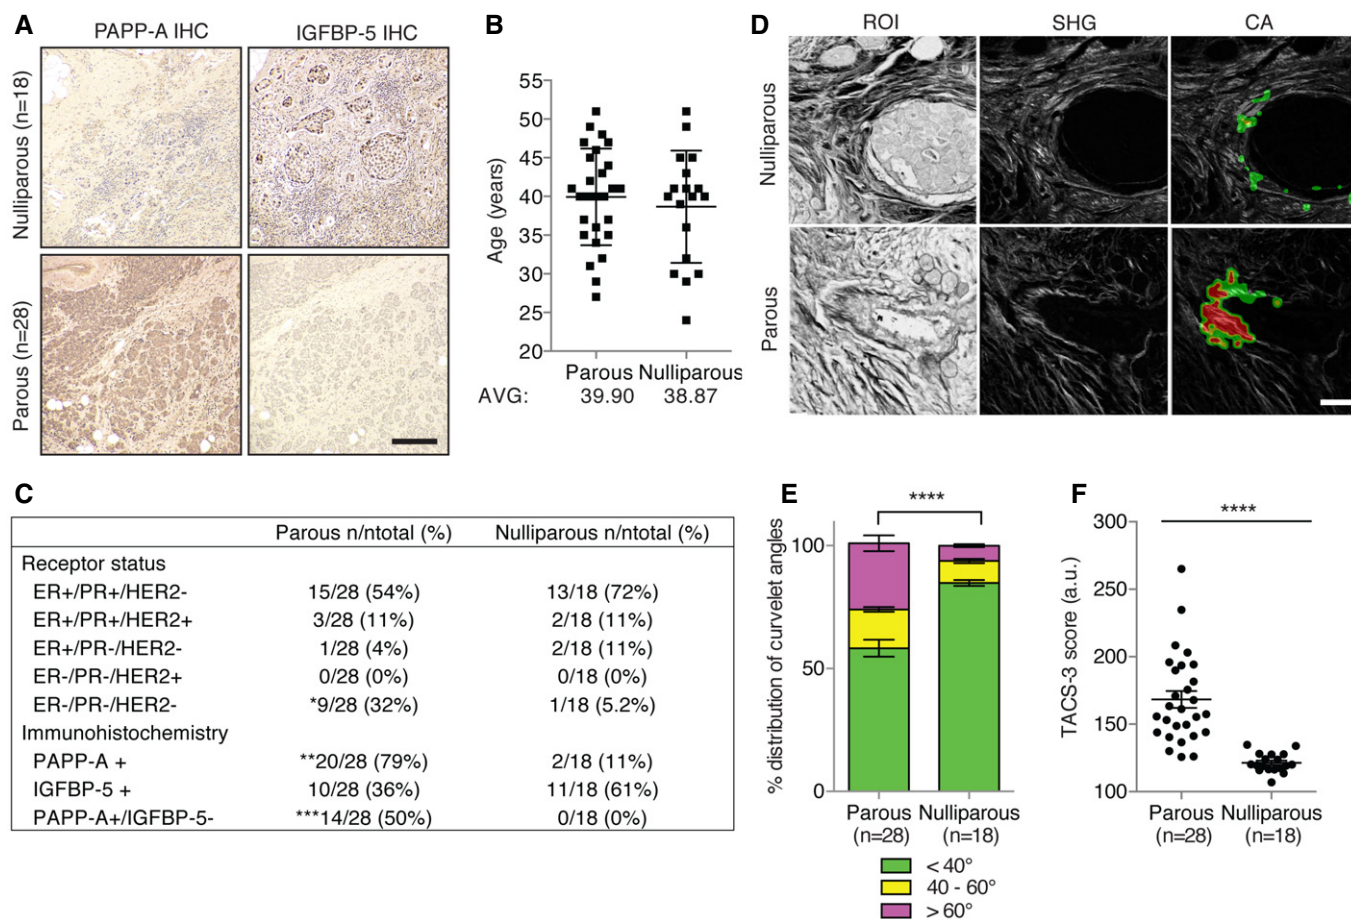 A
PAPP-A IHC
IGFBP-5 IHC
Nulliparous (n=18)
Parous (n=28)
B
Age (years)
55
50
45
40
35
30
25
20
Parous Nulliparous
AVG: 39.90 38.87
D
ROI SHG CA
Nulliparous
Parous
C
Parous n/ntotal (%) Nulliparous n/ntotal (%)
Receptor status
ER+/PR+/HER2- 15/28 (54%) 13/18 (72%)
ER+/PR+/HER2+ 3/28 (11%) 2/18 (11%)
ER+/PR-/HER2- 1/28 (4%) 2/18 (11%)
ER-/PR-/HER2+ 0/28 (0%) 0/18 (0%)
ER-/PR-/HER2- *9/28 (32%) 1/18 (5.2%)
Immunohistochemistry
PAPP-A + **20/28 (79%) 2/18 (11%)
IGFBP-5 + 10/28 (36%) 11/18 (61%)
PAPP-A+/IGFBP-5- ***14/28 (50%) 0/18 (0%)
E
****
% distribution of curvelet angles
100
50
0
Parous Nulliparous
(n=28) (n=18)
< 40°
40 - 60°
> 60°
F
****
TACS-3 score (a.u.)
300
250
200
150
100
Parous Nulliparous
(n=28) (n=18)